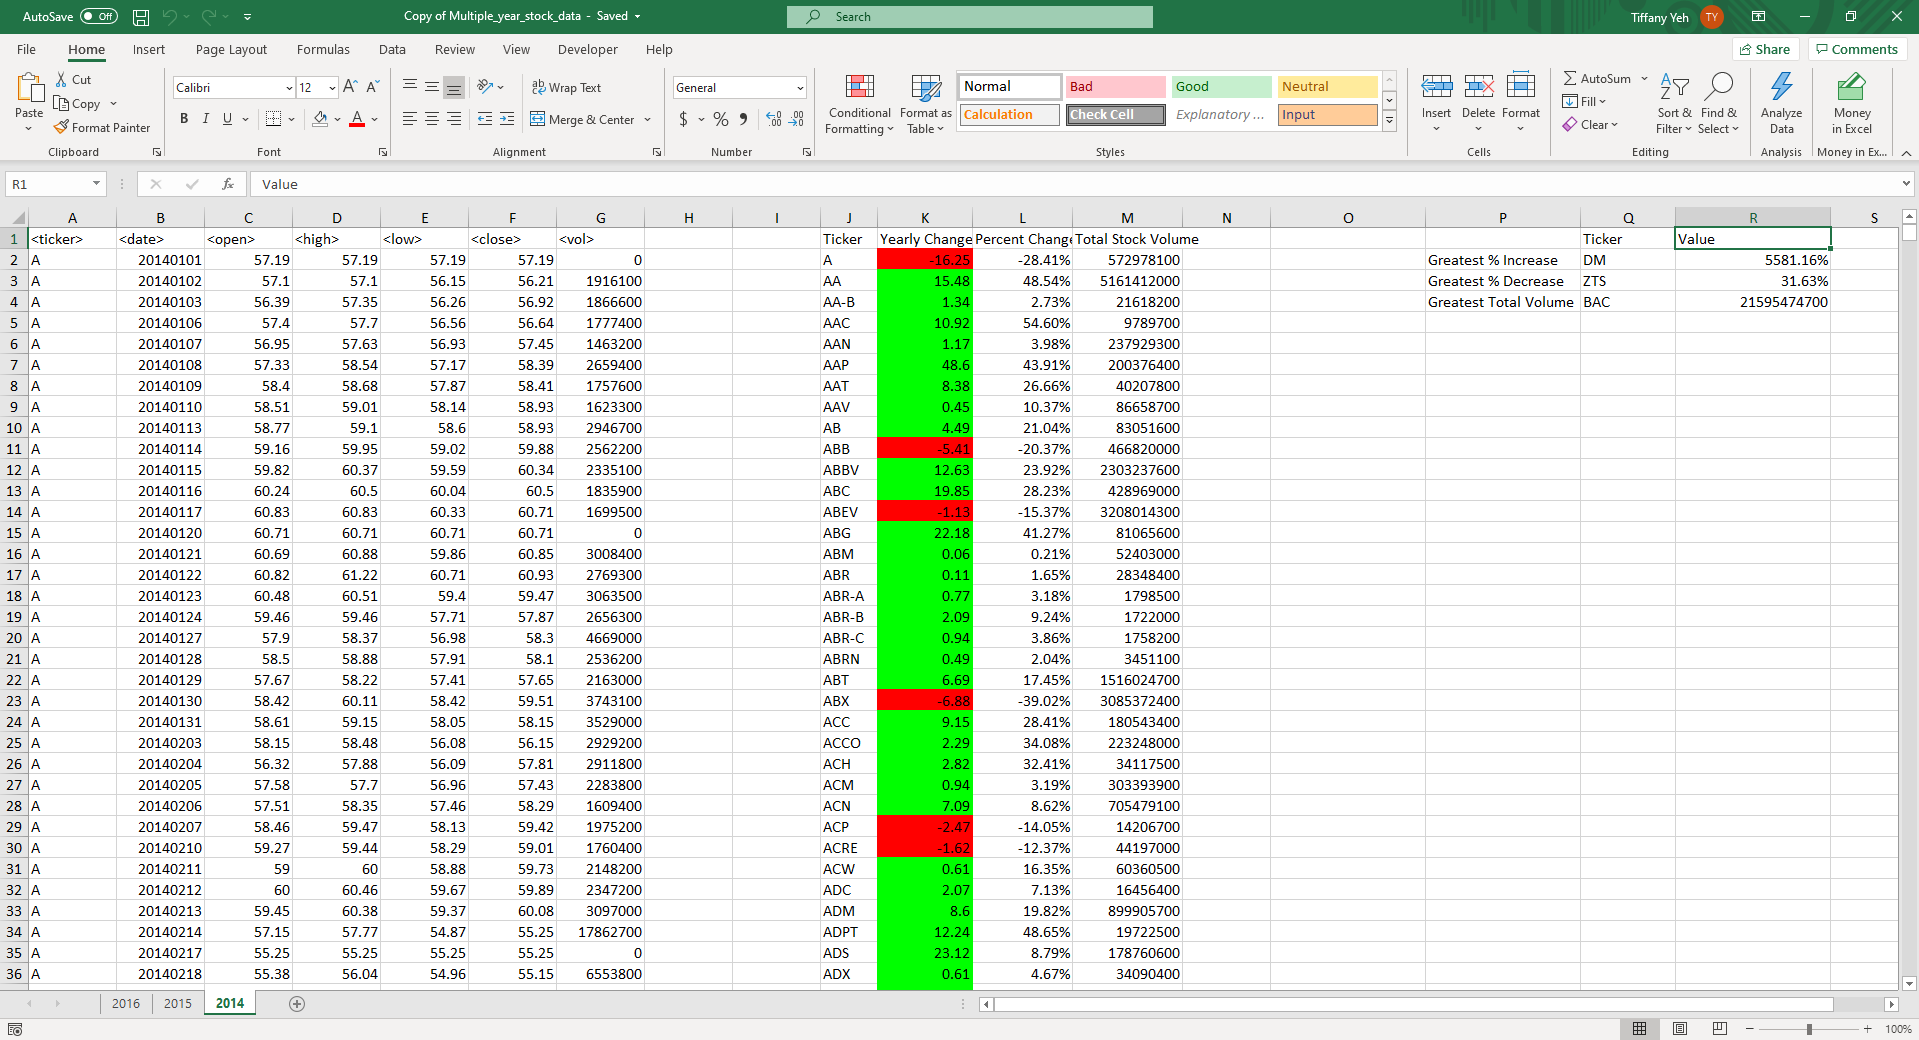 AutoSave Off Copy of Multiple_year_stock_data - Saved Search Tiffany Yeh TY
File Home Insert Page Layout Formulas Data Review View Developer Help Share Comments
Paste Cut Copy Format Painter Calibri 12 A A B I U A ab Wrap Text Merge & Center General $ % 9 Conditional Formatting Format as Table Normal Bad Good Neutral Calculation Check Cell Explanatory ... Input Insert Delete Format AutoSum Fill Clear Sort & Filter Find & Select Analyze Data Money in Excel
Clipboard Font Alignment Number Styles Cells Editing Analysis Money in Ex...
R1 fx Value
A B C D E F G H I J K L M N O P Q R S
1 <ticker> <date> <open> <high> <low> <close> <vol> Ticker Yearly Change Percent Change Total Stock Volume Ticker Value
2 A 20140101 57.19 57.19 57.19 57.19 0 A -16.25 -28.41% 572978100 Greatest % Increase DM 5581.16%
3 A 20140102 57.1 57.1 56.15 56.21 1916100 AA 15.48 48.54% 5161412000 Greatest % Decrease ZTS 31.63%
4 A 20140103 56.39 57.35 56.26 56.92 1866600 AA-B 1.34 2.73% 21618200 Greatest Total Volume BAC 21595474700
5 A 20140106 57.4 57.7 56.56 56.64 1777400 AAC 10.92 54.60% 9789700
6 A 20140107 56.95 57.63 56.93 57.45 1463200 AAN 1.17 3.98% 237929300
7 A 20140108 57.33 58.54 57.17 58.39 2659400 AAP 48.6 43.91% 200376400
8 A 20140109 58.4 58.68 57.87 58.41 1757600 AAT 8.38 26.66% 40207800
9 A 20140110 58.51 59.01 58.14 58.93 1623300 AAV 0.45 10.37% 86658700
10 A 20140113 58.77 59.1 58.6 58.93 2946700 AB 4.49 21.04% 83051600
11 A 20140114 59.16 59.95 59.02 59.88 2562200 ABB -5.41 -20.37% 466820000
12 A 20140115 59.82 60.37 59.59 60.34 2335100 ABBV 12.63 23.92% 2303237600
13 A 20140116 60.24 60.5 60.04 60.5 1835900 ABC 19.85 28.23% 428969000
14 A 20140117 60.83 60.83 60.33 60.71 1699500 ABEV -1.13 -15.37% 3208014300
15 A 20140120 60.71 60.71 60.71 60.71 0 ABG 22.18 41.27% 81065600
16 A 20140121 60.69 60.88 59.86 60.85 3008400 ABM 0.06 0.21% 52403000
17 A 20140122 60.82 61.22 60.71 60.93 2769300 ABR 0.11 1.65% 28348400
18 A 20140123 60.48 60.51 59.4 59.47 3063500 ABR-A 0.77 3.18% 1798500
19 A 20140124 59.46 59.46 57.71 57.87 2656300 ABR-B 2.09 9.24% 1722000
20 A 20140127 57.9 58.37 56.98 58.3 4669000 ABR-C 0.94 3.86% 1758200
21 A 20140128 58.5 58.88 57.91 58.1 2536200 ABRN 0.49 2.04% 3451100
22 A 20140129 57.67 58.22 57.41 57.65 2163000 ABT 6.69 17.45% 1516024700
23 A 20140130 58.42 60.11 58.42 59.51 3743100 ABX -6.88 -39.02% 3085372400
24 A 20140131 58.61 59.15 58.05 58.15 3529000 ACC 9.15 28.41% 180543400
25 A 20140203 58.15 58.48 56.08 56.15 2929200 ACCO 2.29 34.08% 223248000
26 A 20140204 56.32 57.88 56.09 57.81 2911800 ACH 2.82 32.41% 34117500
27 A 20140205 57.58 57.7 56.96 57.43 2283800 ACM 0.94 3.19% 303393900
28 A 20140206 57.51 58.35 57.46 58.29 1609400 ACN 7.09 8.62% 705479100
29 A 20140207 58.46 59.47 58.13 59.42 1975200 ACP -2.47 -14.05% 14206700
30 A 20140210 59.27 59.44 58.29 59.01 1760400 ACRE -1.62 -12.37% 44197000
31 A 20140211 59 60 58.88 59.73 2148200 ACW 0.61 16.35% 60360500
32 A 20140212 60 60.46 59.67 59.89 2347200 ADC 2.07 7.13% 16456400
33 A 20140213 59.45 60.38 59.37 60.08 3097000 ADM 8.6 19.82% 899905700
34 A 20140214 57.15 57.77 54.87 55.25 17862700 ADPT 12.24 48.65% 19722500
35 A 20140217 55.25 55.25 55.25 55.25 0 ADS 23.12 8.79% 178760600
36 A 20140218 55.38 56.04 54.96 55.15 6553800 ADX 0.61 4.67% 34090400
2016 2015 2014
100%